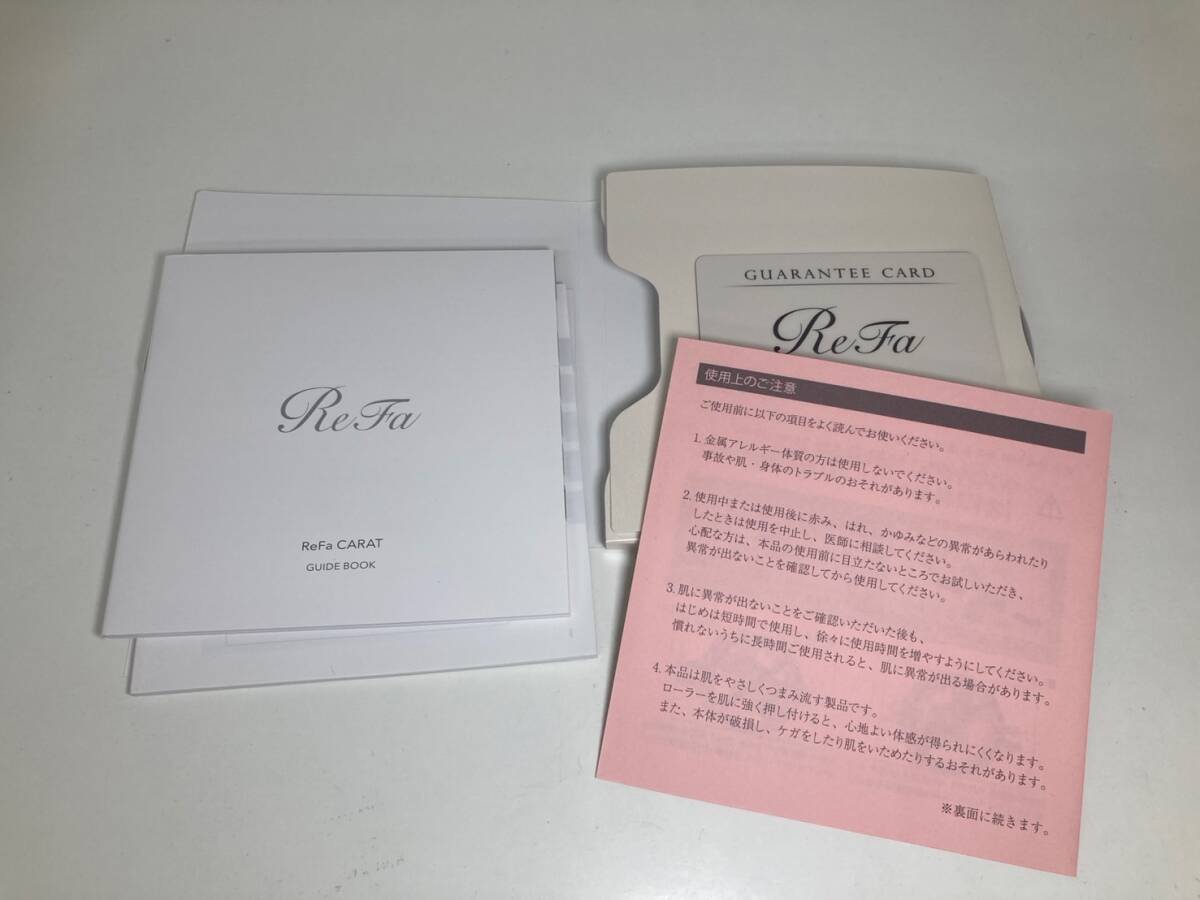 ReFa
ReFa CARAT
GUIDE BOOK
GUARANTEE CARD
ReFa
使用上のご注意
ご使用前に以下の項目をよく読んでお使いください。
1. 金属アレルギー体質の方は使用しないでください。
事故や肌・身体のトラブルのおそれがあります。
2. 使用中または使用後に赤み、はれ、かゆみなどの異常があらわれたり
したときは使用を中止し、医師に相談してください。
心配な方は、本品の使用前に目立たないところでお試しいただき、
異常が出ないことを確認してから使用してください。
3. 肌に異常が出ないことをご確認いただいた後も、
はじめは短時間で使用し、徐々に使用時間を増やすようにしてください。
慣れないうちに長時間ご使用されると、肌に異常が出る場合があります。
4. 本品は肌をやさしくつまみ流す製品です。
ローラーを肌に強く押し付けると、心地よい体感が得られにくくなります。
また、本体が破損し、ケガをしたり肌をいためたりするおそれがあります。
※裏面に続きます。